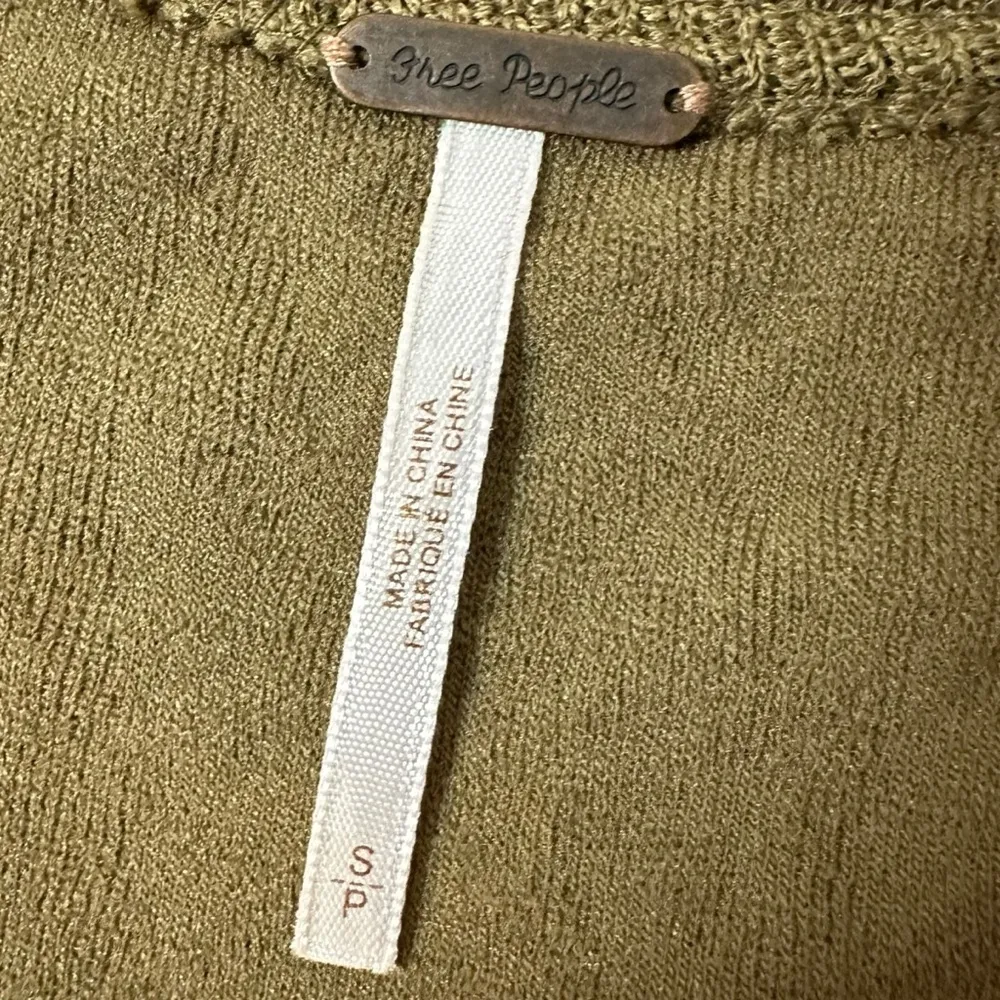 Free People
MADE IN CHINA
FABRIQUÉ EN CHINE
S
P